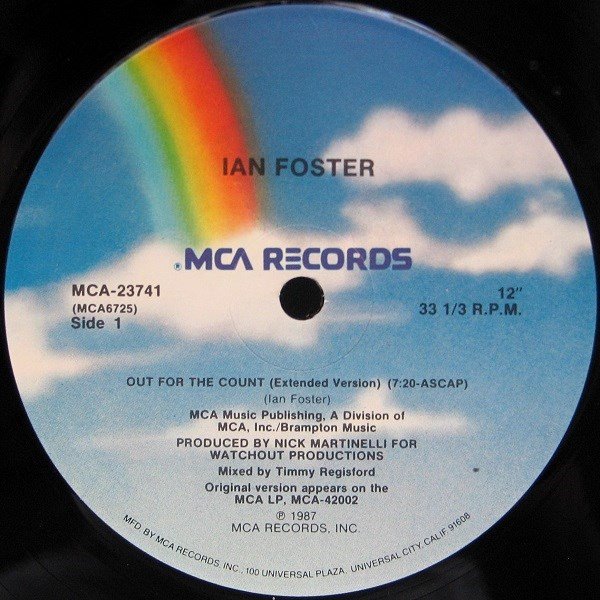 IAN FOSTER
MCA RECORDS
MCA-23741
(MCA6725)
Side 1
12"
33 1/3 R.P.M.
OUT FOR THE COUNT (Extended Version) (7:20-ASCAP)
(Ian Foster)
MCA Music Publishing, A Division of
MCA, Inc./Brampton Music
PRODUCED BY NICK MARTINELLI FOR
WATCHOUT PRODUCTIONS
Mixed by Timmy Regisford
Original version appears on the
MCA LP, MCA-42002
℗ 1987
MCA RECORDS, INC.
MFD. BY MCA RECORDS, INC., 100 UNIVERSAL PLAZA, UNIVERSAL CITY, CALIF. 91608